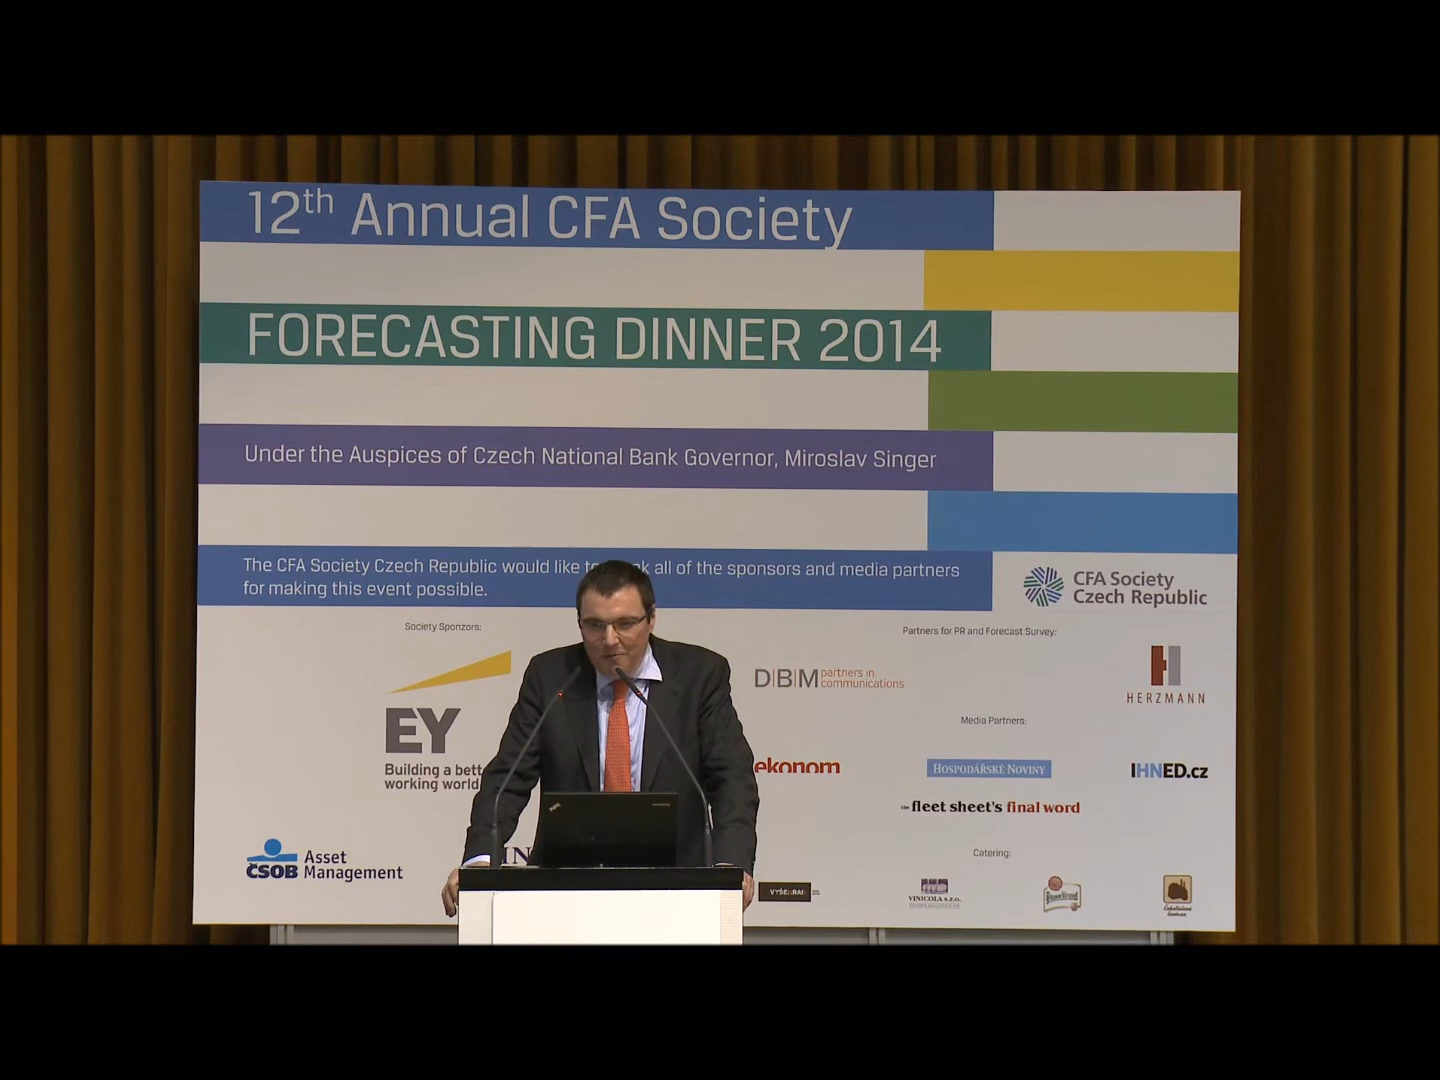 12th Annual CFA Society
FORECASTING DINNER 2014
Under the Auspices of Czech National Bank Governor, Miroslav Singer
The CFA Society Czech Republic would like all of the sponsors and media partners
for making this event possible.
CFA Society
Czech Republic
Society Sponzors:
Partners for PR and Forecast Survey:
EY
Building a
working world
D|B|M partners in
communications
HERZMANN
Media Partners:
ekonom
HOSPODÁŘSKÉ NOVINY
IHNED.cz
the fleet sheet's final word
ČSOB
Asset
Management
IN
Catering:
VYŠEHRAD
VINICOLA s.r.o.